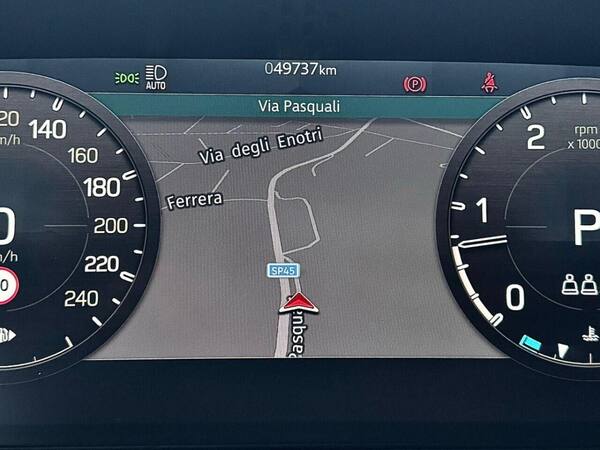 AUTO
049737km
P
Via Pasquali
140
160
180
200
220
240
km/h
Via degli Enotri
Ferrera
SP45
2
1
0
rpm
x 1000
P